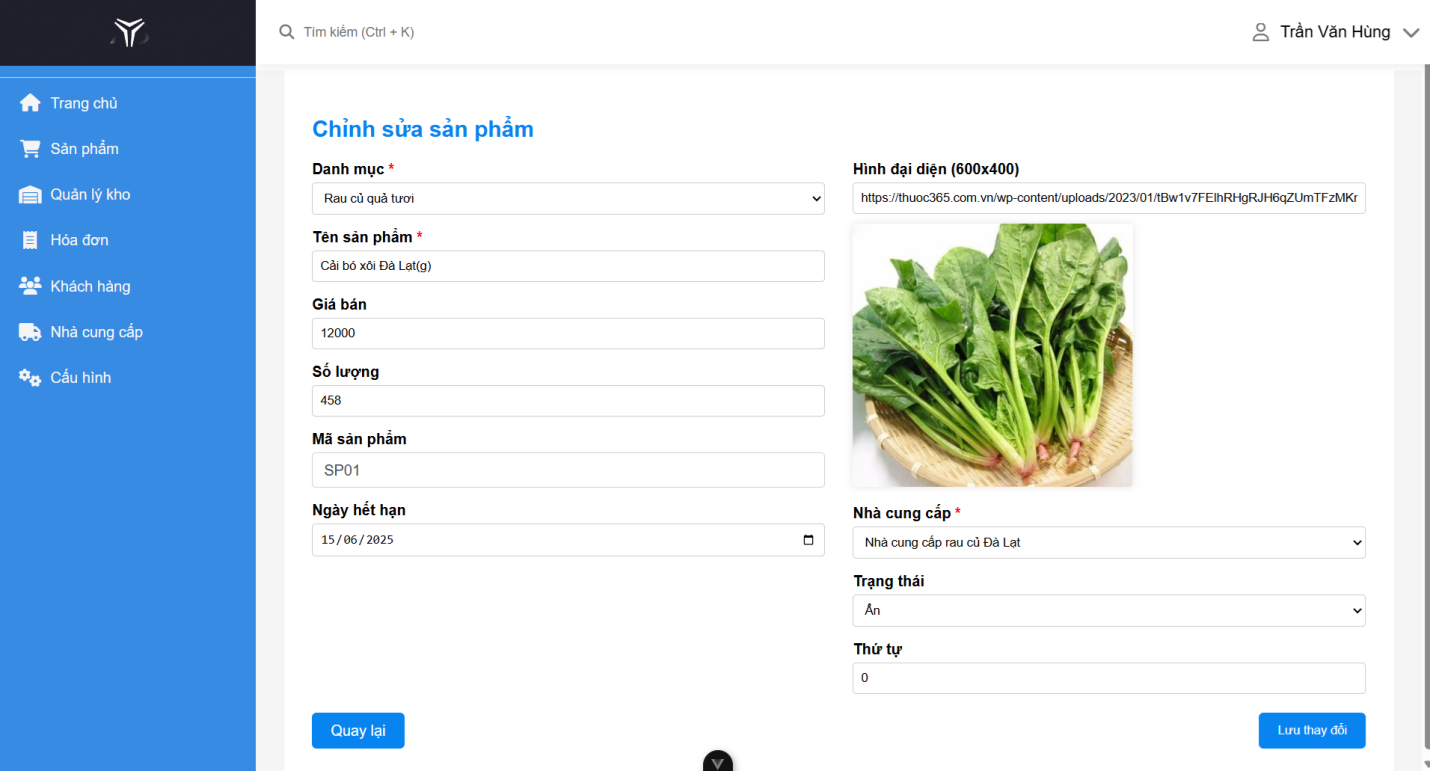 Tìm kiếm (Ctrl + K)
Trần Văn Hùng
Trang chủ
Sản phẩm
Quản lý kho
Hóa đơn
Khách hàng
Nhà cung cấp
Cấu hình
Chỉnh sửa sản phẩm
Danh mục *
Rau củ quả tươi
Tên sản phẩm *
Cải bó xôi Đà Lạt(g)
Giá bán
12000
Số lượng
458
Mã sản phẩm
SP01
Ngày hết hạn
15/06/2025
Hình đại diện (600x400)
https://thuoc365.com.vn/wp-content/uploads/2023/01/tBw1v7FElhRHgRJH6qZUmTFzMKr
Nhà cung cấp *
Nhà cung cấp rau củ Đà Lạt
Trạng thái
Ẩn
Thứ tự
0
Quay lại
Lưu thay đổi